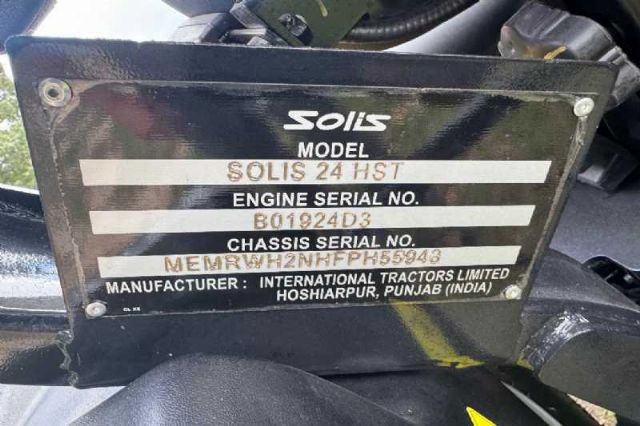 SOLIS
MODEL
SOLIS 24 HST
ENGINE SERIAL NO.
B01924D3
CHASSIS SERIAL NO.
MEMRWH2NHFPH55943
MANUFACTURER : INTERNATIONAL TRACTORS LIMITED
HOSHIARPUR, PUNJAB (INDIA)